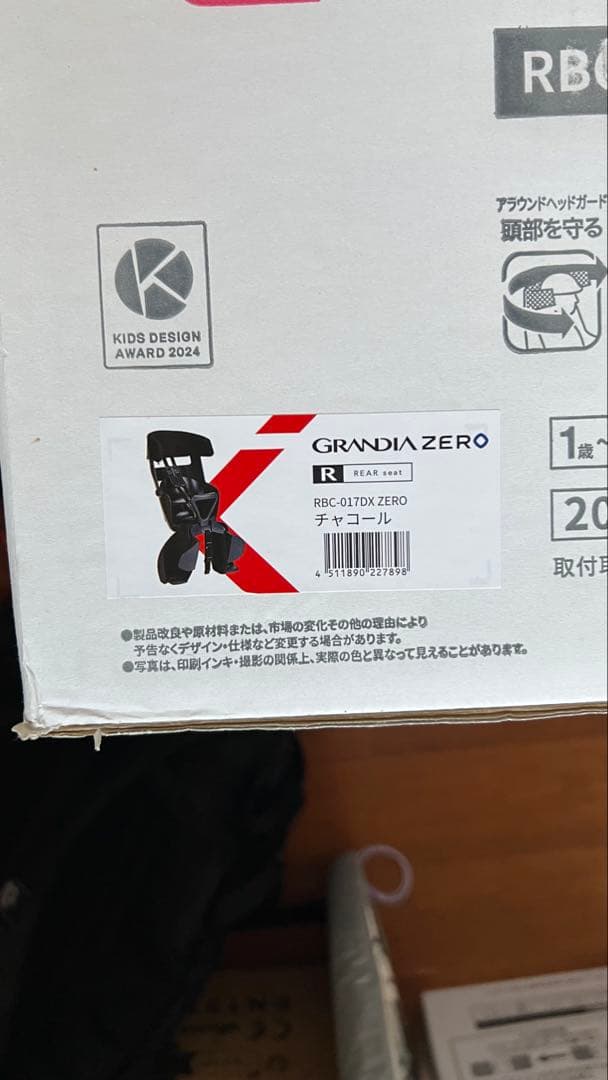 RBC
アラウンドヘッドガード
頭部を守る
KIDS DESIGN
AWARD 2024
GRANDIA ZERO
R REAR seat
RBC-017DX ZERO
チャコール
4 511890 227898
1歳~
20
取付
●製品改良や原材料または、市場の変化その他の理由により
予告なくデザイン・仕様など変更する場合があります。
●写真は、印刷インキ・撮影の関係上、実際の色と異なって見えることがあります。